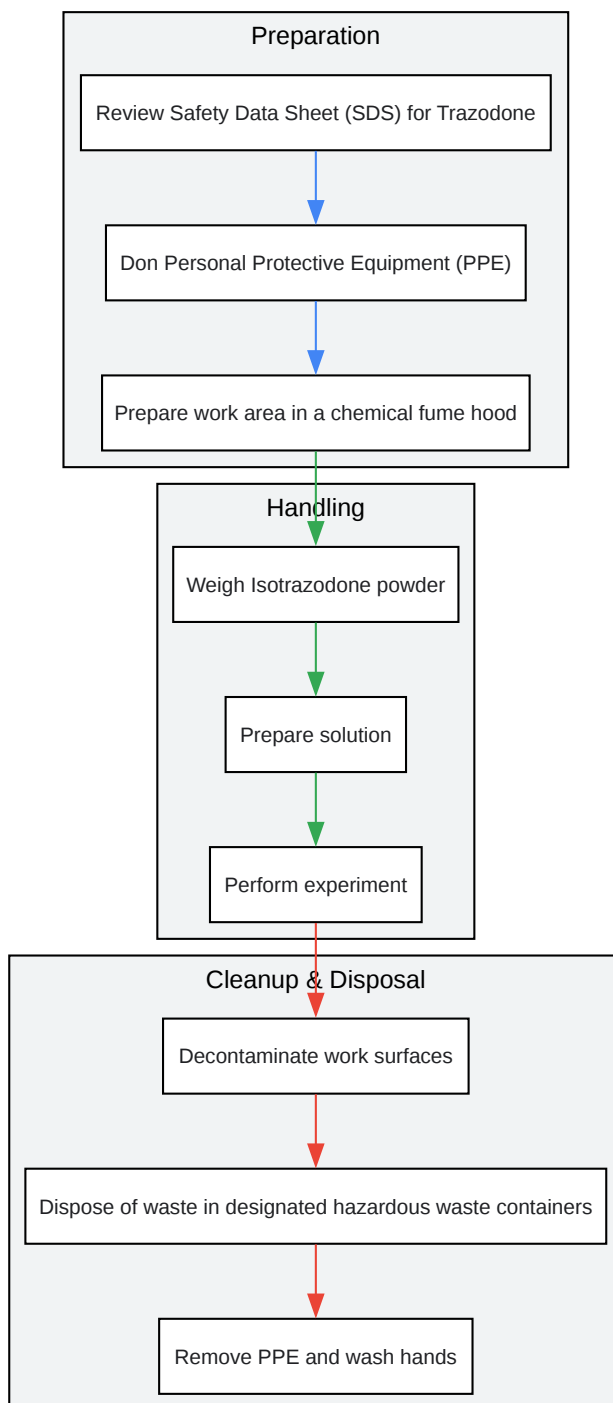 Preparation
Review Safety Data Sheet (SDS) for Trazodone
Don Personal Protective Equipment (PPE)
Prepare work area in a chemical fume hood
Handling
Weigh Isotrazodone powder
Prepare solution
Perform experiment
Cleanup & Disposal
Decontaminate work surfaces
Dispose of waste in designated hazardous waste containers
Remove PPE and wash hands